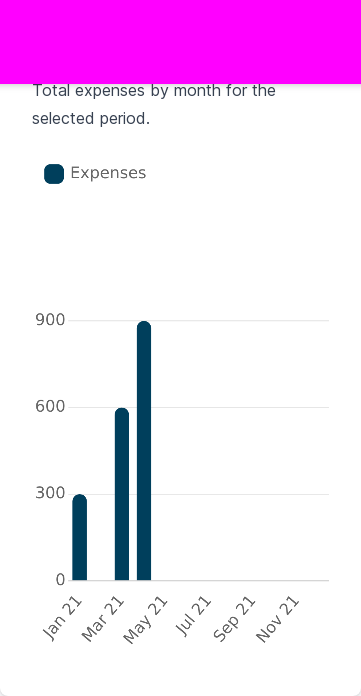 Total expenses by month for the
selected period.
Expenses
900
600
300
0
Jan 21
Mar 21
May 21
Jul 21
Sep 21
Nov 21